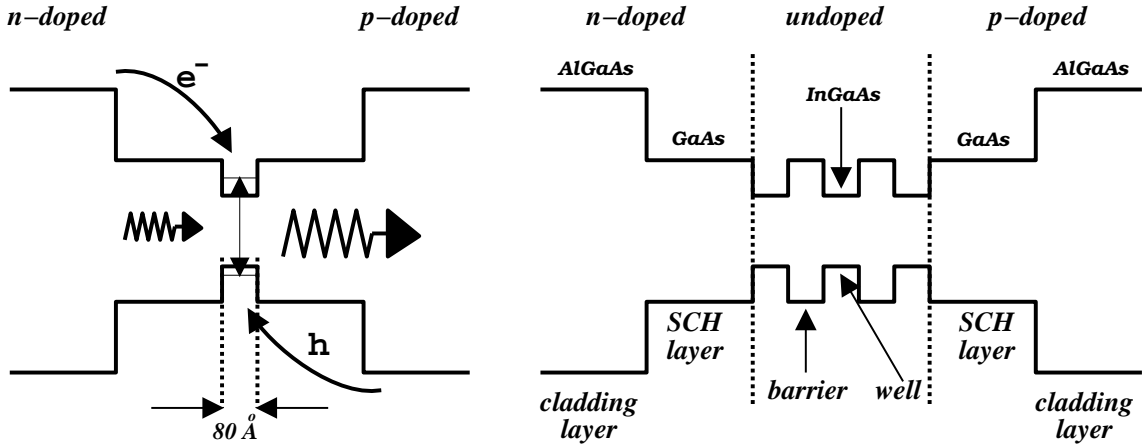 n-doped
p-doped
e-
h
80 Å
n-doped
undoped
p-doped
AlGaAs
AlGaAs
InGaAs
GaAs
GaAs
SCH
layer
SCH
layer
barrier
well
cladding
layer
cladding
layer